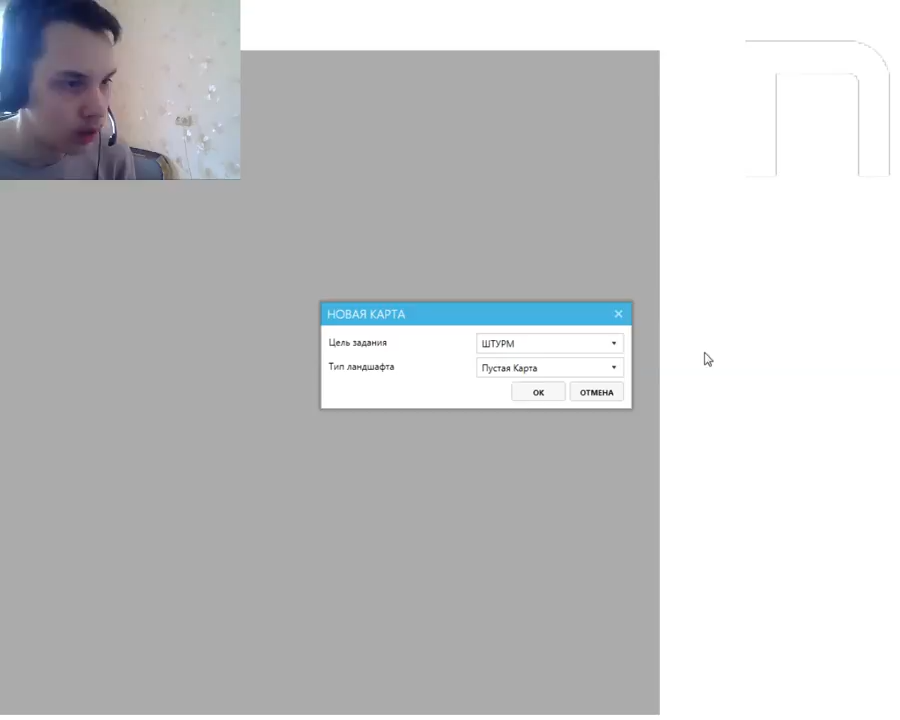 НОВАЯ КАРТА
Цель задания
ШТУРМ
Тип ландшафта
Пустая Карта
ОК
ОТМЕНА